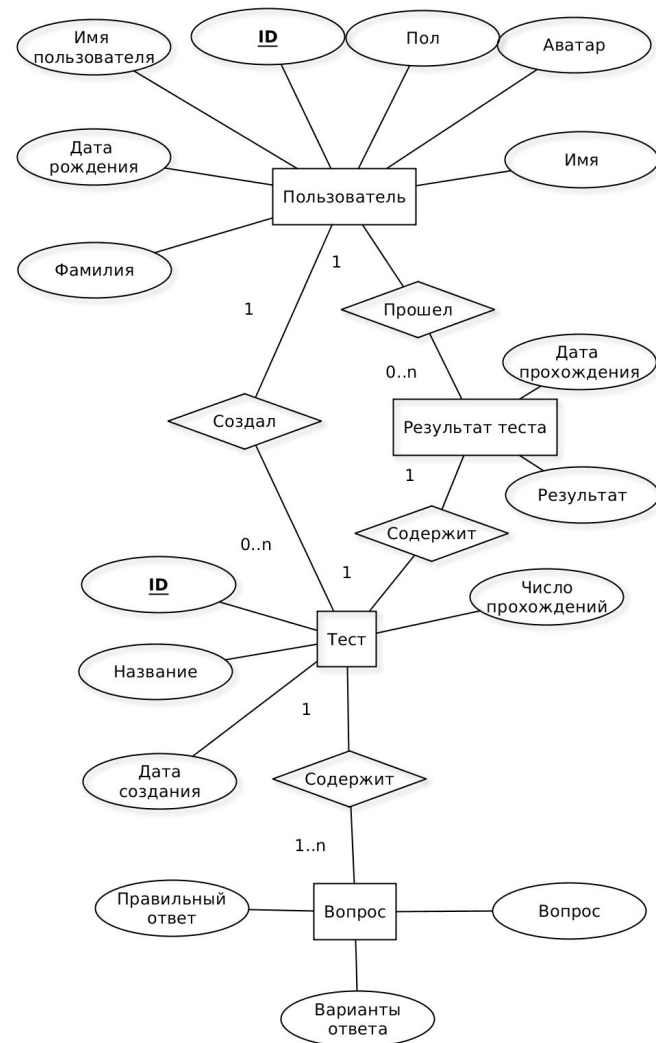 Имя
пользователя
ID
Пол
Аватар
Дата
рождения
Имя
Пользователь
Фамилия
1
1
Прошел
Дата
прохождения
0..n
Создал
Результат теста
1
Результат
Содержит
0..n
1
ID
Число
прохождений
Тест
Название
1
Дата
создания
Содержит
1..n
Правильный
ответ
Вопрос
Вопрос
Варианты
ответа